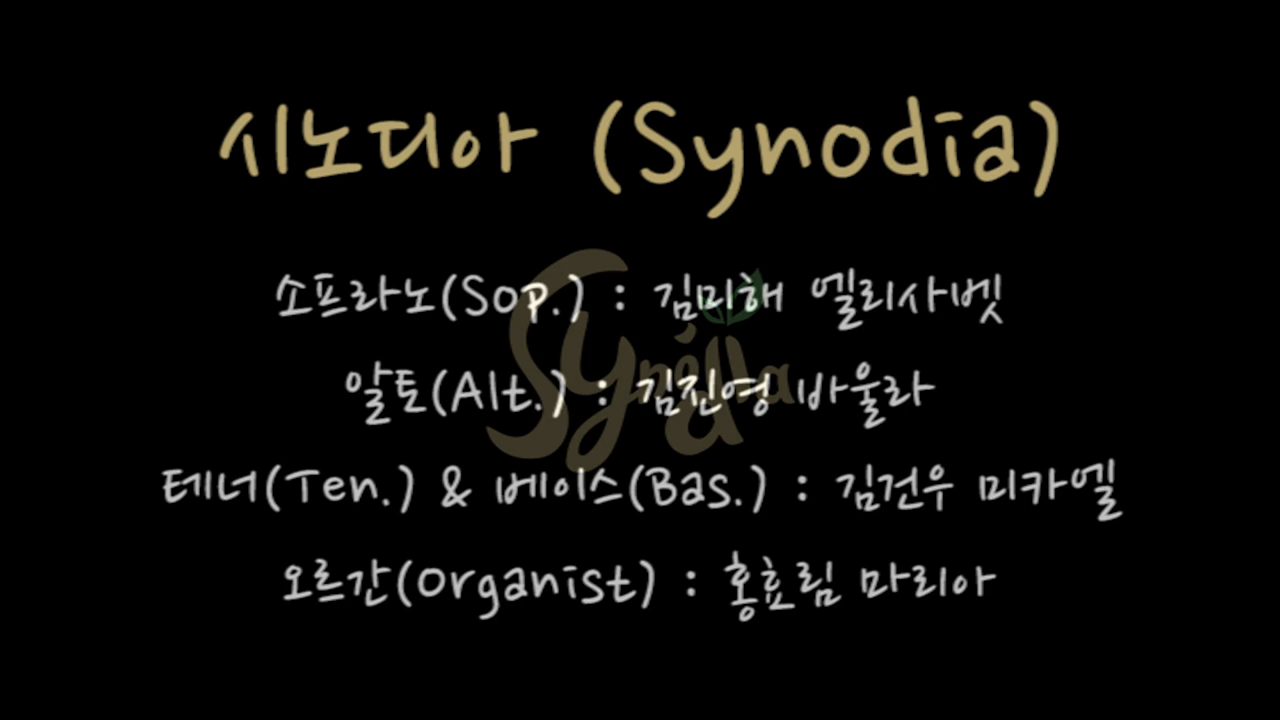 시노디아 (Synodia)
소프라노(Sop.) : 김미해 엘리사벳
알토(Alt.) : 김진영 바울라
테너(Ten.) & 베이스(Bas.) : 김건우 미카엘
오르간(Organist) : 홍효림 마리아